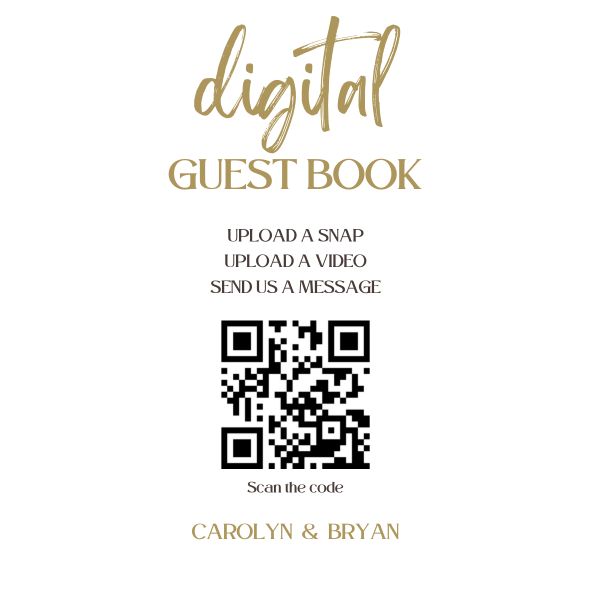 digital
GUEST BOOK
UPLOAD A SNAP
UPLOAD A VIDEO
SEND US A MESSAGE
Scan the code
CAROLYN & BRYAN